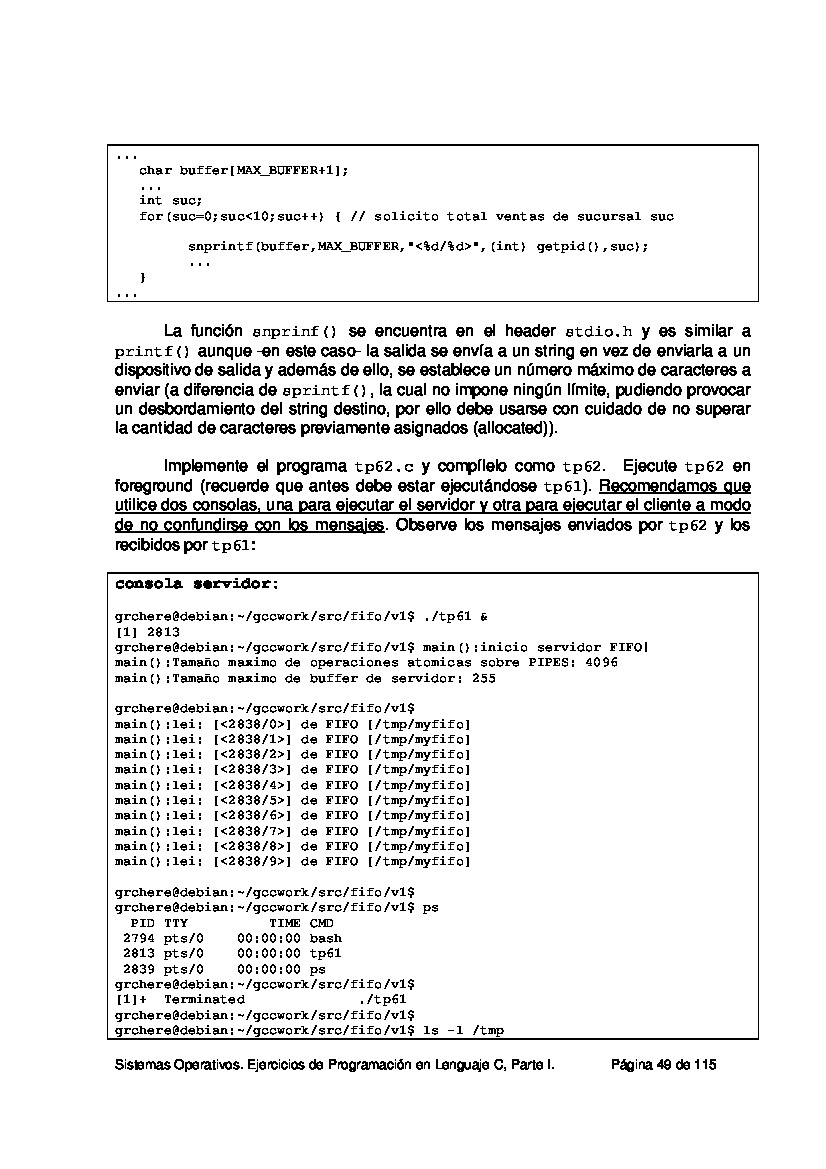 ...
char buffer[MAX_BUFFER+1];
...
int suc;
for(suc=0;suc<10;suc++) { // solicito total ventas de sucursal suc
snprintf(buffer,MAX_BUFFER,"<%d/%d>",(int) getpid(),suc);
...
}
...
La función snprinf() se encuentra en el header stdio.h y es similar a
printf() aunque -en este caso- la salida se envía a un string en vez de enviarla a un
dispositivo de salida y además de ello, se establece un número máximo de caracteres a
enviar (a diferencia de sprintf(), la cual no impone ningún límite, pudiendo provocar
un desbordamiento del string destino, por ello debe usarse con cuidado de no superar
la cantidad de caracteres previamente asignados (allocated)).
Implemente el programa tp62.c y compílelo como tp62. Ejecute tp62 en
foreground (recuerde que antes debe estar ejecutándose tp61). Recomendamos que
utilice dos consolas, una para ejecutar el servidor y otra para ejecutar el cliente a modo
de no confundirse con los mensajes. Observe los mensajes enviados por tp62 y los
recibidos por tp61:
consola servidor:
grchere@debian:~/gccwork/src/fifo/v1$ ./tp61 &
[1] 2813
grchere@debian:~/gccwork/src/fifo/v1$ main():inicio servidor FIFO!
main():Tamaño maximo de operaciones atomicas sobre PIPES: 4096
main():Tamaño maximo de buffer de servidor: 255
grchere@debian:~/gccwork/src/fifo/v1$
main():lei: [<2838/0>] de FIFO [/tmp/myfifo]
main():lei: [<2838/1>] de FIFO [/tmp/myfifo]
main():lei: [<2838/2>] de FIFO [/tmp/myfifo]
main():lei: [<2838/3>] de FIFO [/tmp/myfifo]
main():lei: [<2838/4>] de FIFO [/tmp/myfifo]
main():lei: [<2838/5>] de FIFO [/tmp/myfifo]
main():lei: [<2838/6>] de FIFO [/tmp/myfifo]
main():lei: [<2838/7>] de FIFO [/tmp/myfifo]
main():lei: [<2838/8>] de FIFO [/tmp/myfifo]
main():lei: [<2838/9>] de FIFO [/tmp/myfifo]
grchere@debian:~/gccwork/src/fifo/v1$
grchere@debian:~/gccwork/src/fifo/v1$ ps
PID TTY TIME CMD
2794 pts/0 00:00:00 bash
2813 pts/0 00:00:00 tp61
2839 pts/0 00:00:00 ps
grchere@debian:~/gccwork/src/fifo/v1$
[1]+ Terminated ./tp61
grchere@debian:~/gccwork/src/fifo/v1$
grchere@debian:~/gccwork/src/fifo/v1$ ls -l /tmp
Sistemas Operativos. Ejercicios de Programación en Lenguaje C, Parte I. Página 49 de 115